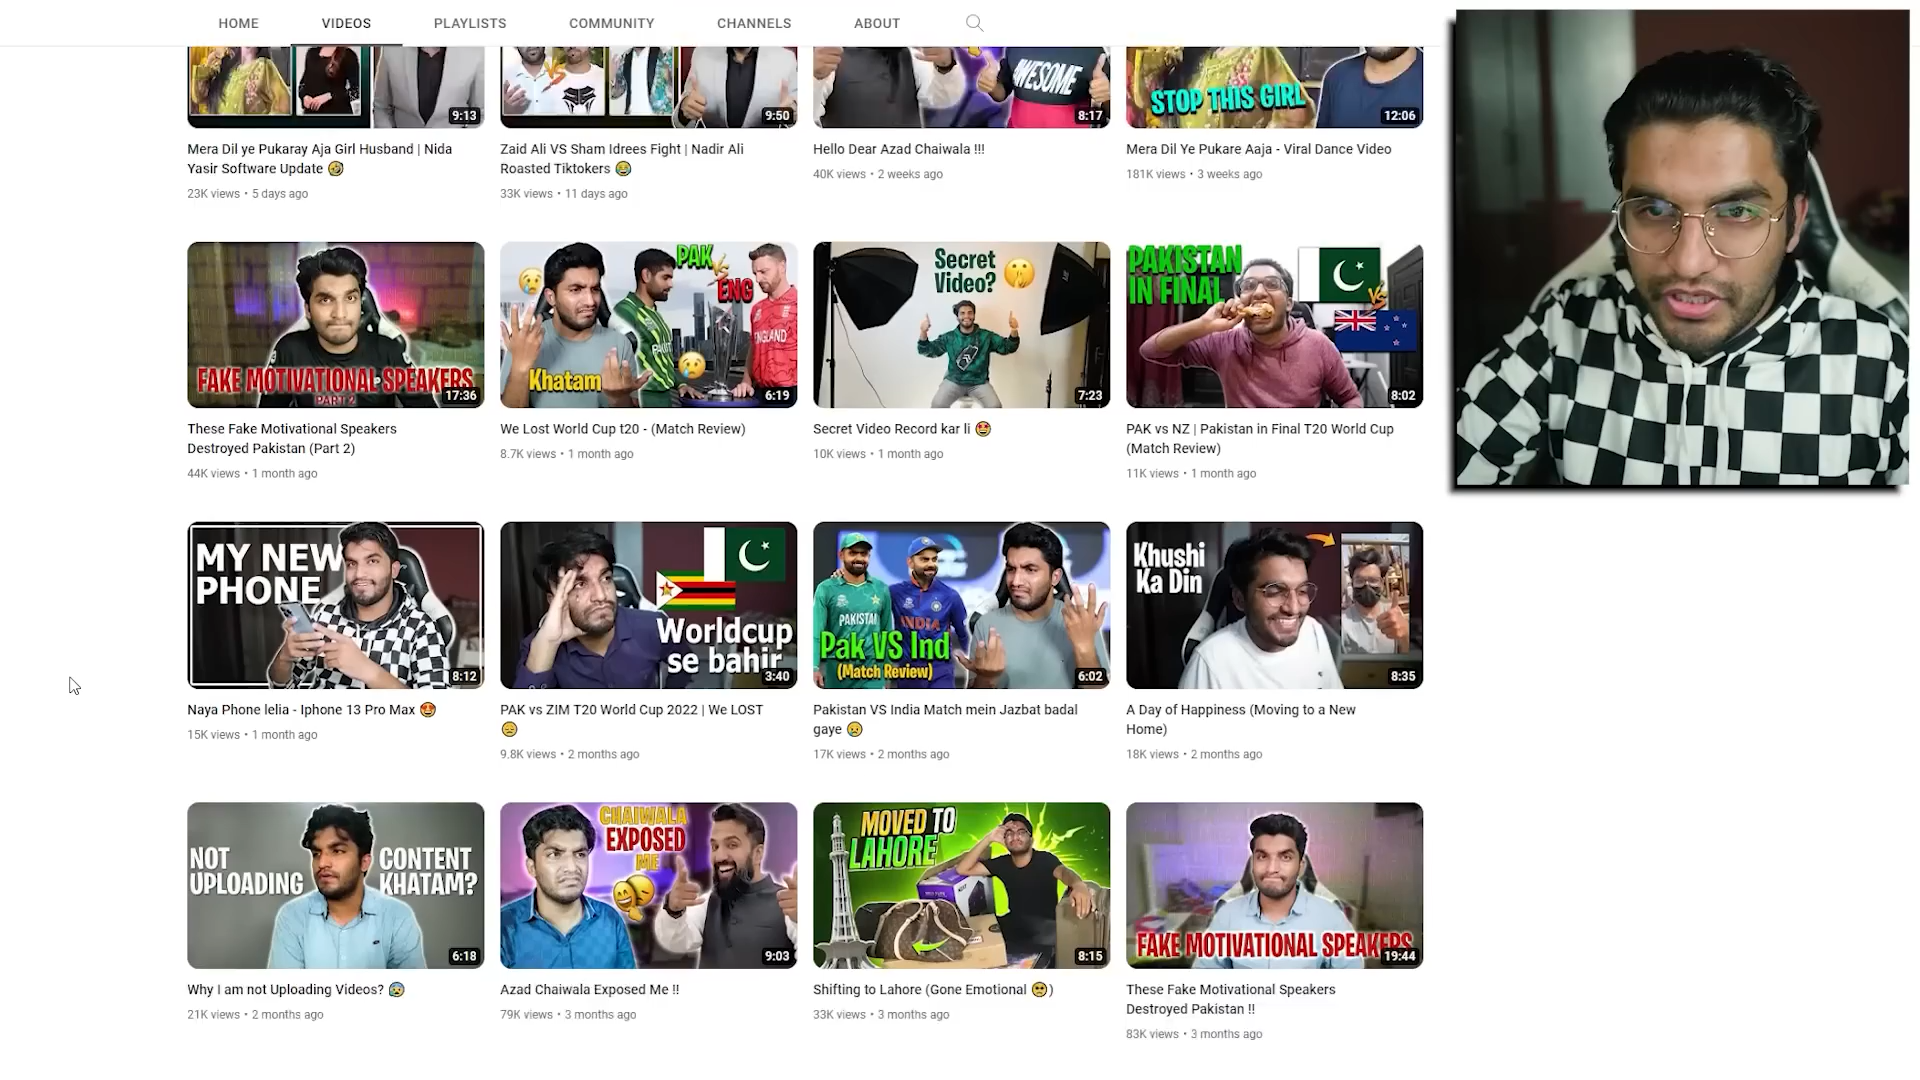 HOME VIDEOS PLAYLISTS COMMUNITY CHANNELS ABOUT
VS
AWESOME
STOP THIS GIRL
9:13
9:50
8:17
12:06
Mera Dil ye Pukaray Aja Girl Husband | Nida
Yasir Software Update 🤣
23K views • 5 days ago
Zaid Ali VS Sham Idrees Fight | Nadir Ali
Roasted Tiktokers 😂
33K views • 11 days ago
Hello Dear Azad Chaiwala !!!
40K views • 2 weeks ago
Mera Dil Ye Pukare Aaja - Viral Dance Video
181K views • 3 weeks ago
FAKE MOTIVATIONAL SPEAKERS
PART 2
17:36
PAK
VS
ENG
ENGLAND
Khatam
6:19
Secret
Video?
7:23
PAKISTAN
IN FINAL
VS
8:02
These Fake Motivational Speakers
Destroyed Pakistan (Part 2)
44K views • 1 month ago
We Lost World Cup t20 - (Match Review)
8.7K views • 1 month ago
Secret Video Record kar li 🤩
10K views • 1 month ago
PAK vs NZ | Pakistan in Final T20 World Cup
(Match Review)
11K views • 1 month ago
MY NEW
PHONE
8:12
Worldcup
se bahir
3:40
PAKISTAN
INDIA
Pak VS Ind
(Match Review)
6:02
Khushi
Ka Din
8:35
Naya Phone lelia - Iphone 13 Pro Max 🤩
15K views • 1 month ago
PAK vs ZIM T20 World Cup 2022 | We LOST
😞
9.8K views • 2 months ago
Pakistan VS India Match mein Jazbat badal
gaye 😢
17K views • 2 months ago
A Day of Happiness (Moving to a New
Home)
18K views • 2 months ago
NOT
UPLOADING
CONTENT
KHATAM?
6:18
CHAIWALA
EXPOSED
ME
9:03
MOVED TO
LAHORE
8:15
FAKE MOTIVATIONAL SPEAKERS
19:44
Why I am not Uploading Videos? 😰
21K views • 2 months ago
Azad Chaiwala Exposed Me !!
79K views • 3 months ago
Shifting to Lahore (Gone Emotional 🥺)
33K views • 3 months ago
These Fake Motivational Speakers
Destroyed Pakistan !!
83K views • 3 months ago